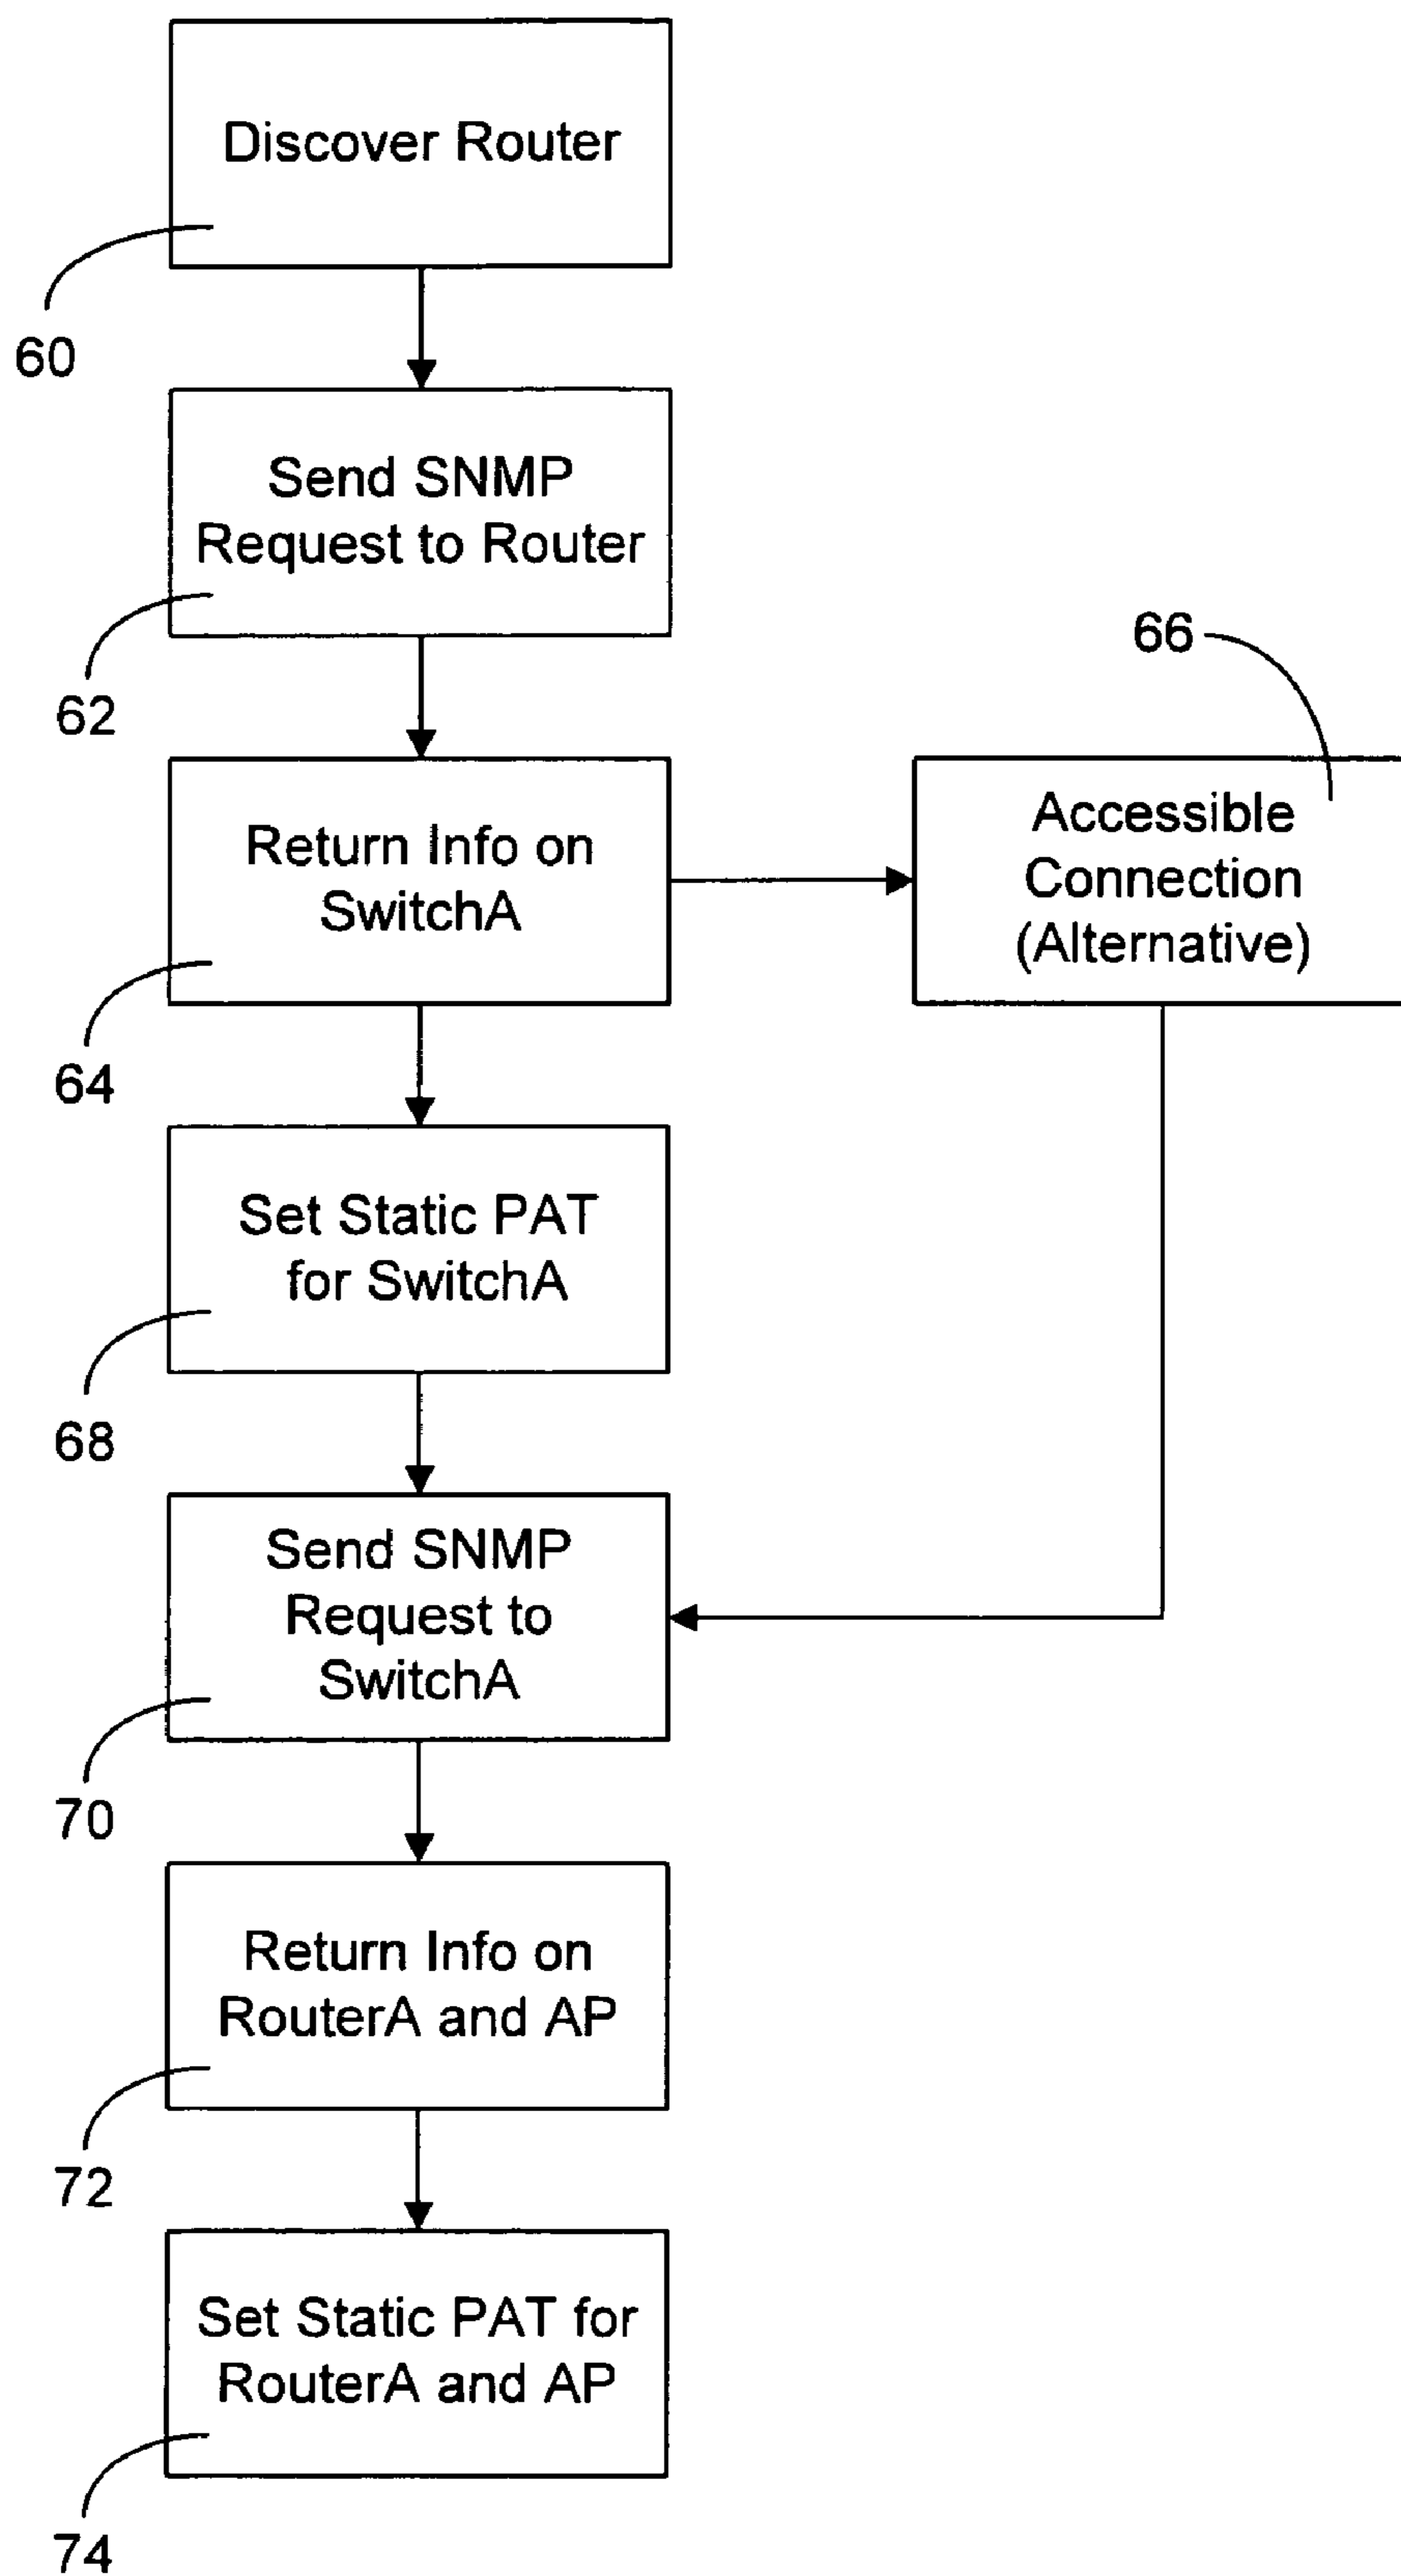 Discover Router
60
Send SNMP
Request to Router
62
66
Return Info on
SwitchA
64
Accessible
Connection
(Alternative)
Set Static PAT
for SwitchA
68
Send SNMP
Request to
SwitchA
70
Return Info on
RouterA and AP
72
Set Static PAT for
RouterA and AP
74